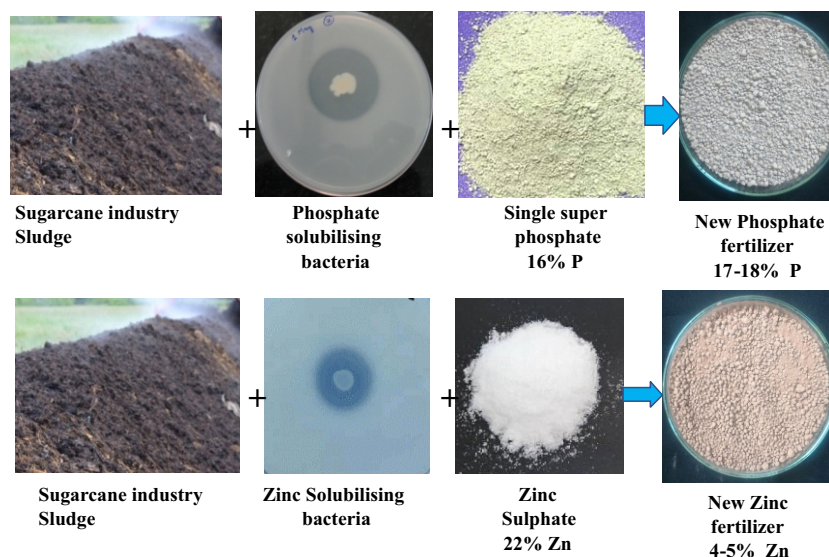 +
+
Sugarcane industry
Sludge
Phosphate
solubilising
bacteria
Single super
phosphate
16% P
New Phosphate
fertilizer
17-18% P
+
+
Sugarcane industry
Sludge
Zinc Solubilising
bacteria
Zinc
Sulphate
22% Zn
New Zinc
fertilizer
4-5% Zn